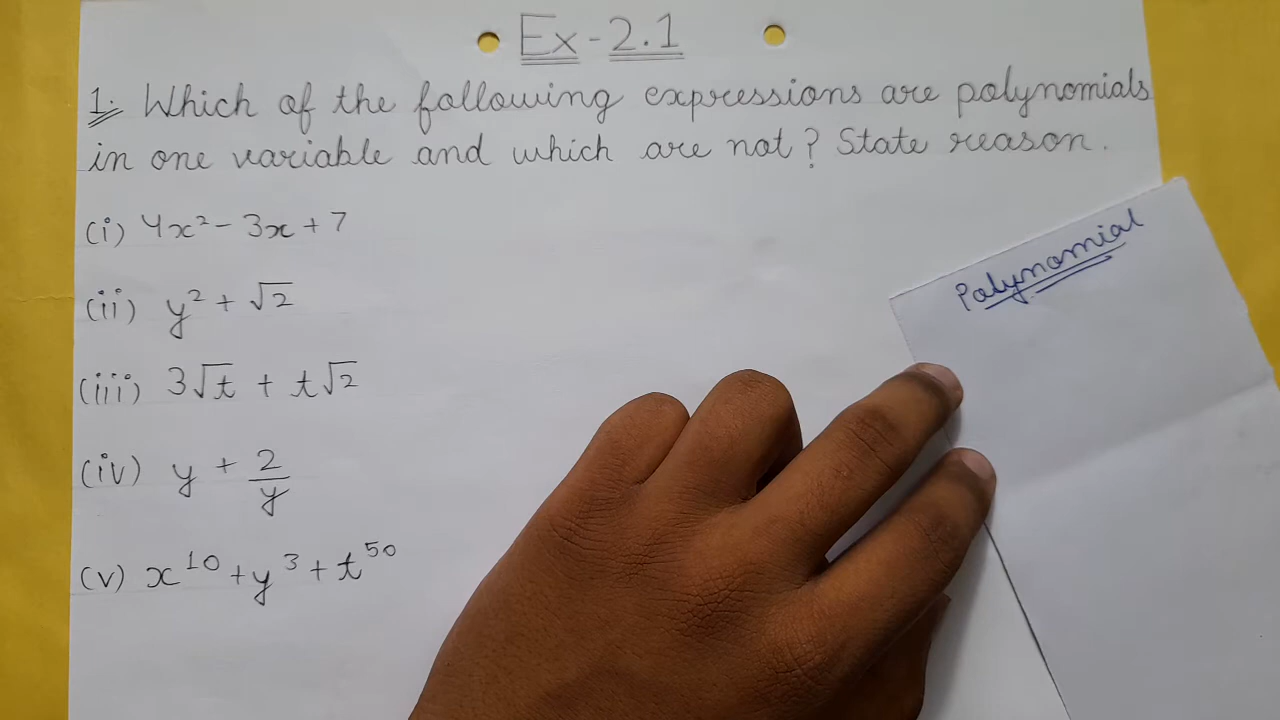 Ex-2.1
1. Which of the following expressions are polynomials
in one variable and which are not? State reason.
(i) 4x² - 3x + 7
(ii) y² + √2
(iii) 3√t + t√2
(iv) y + 2/y
(v) x¹⁰ + y³ + t⁵⁰
Polynomial